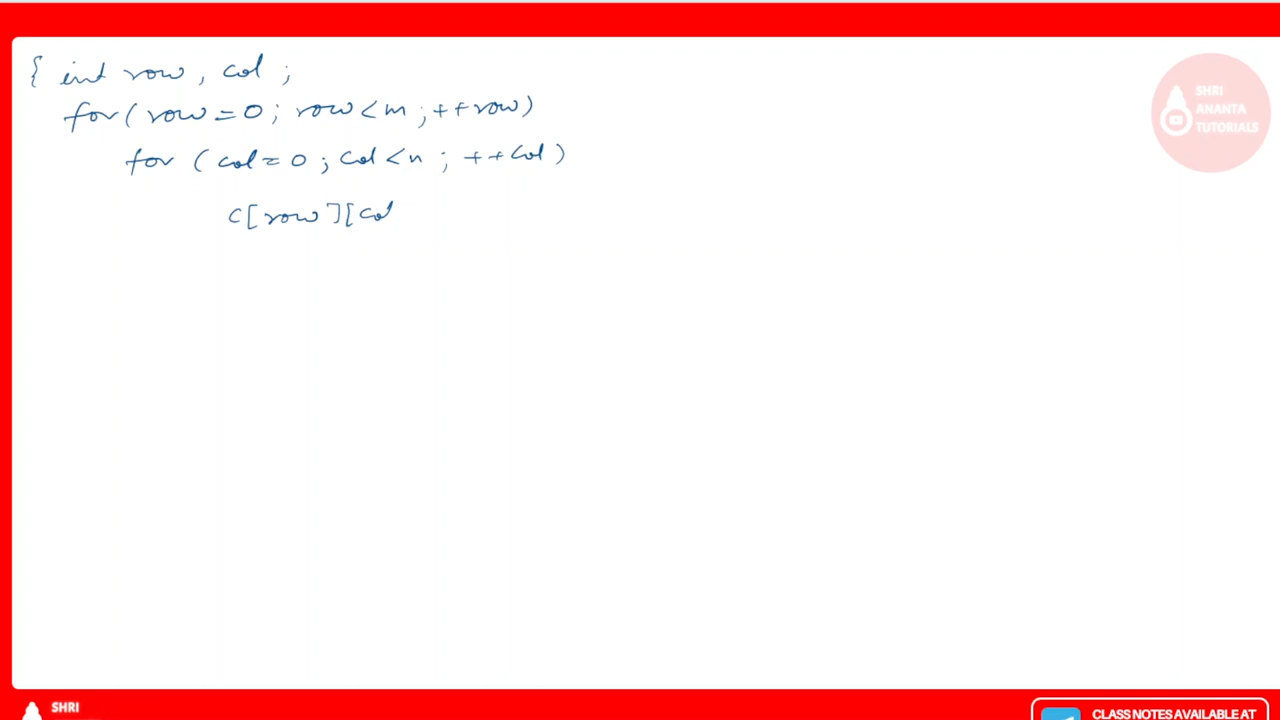 { int row, col ;
for( row = 0 ; row < m ; ++row)
for ( col = 0 ; col < n ; ++col )
c[row][col
SHRI
ANANTA
TUTORIALS
SHRI
CLASS NOTES AVAILABLE AT